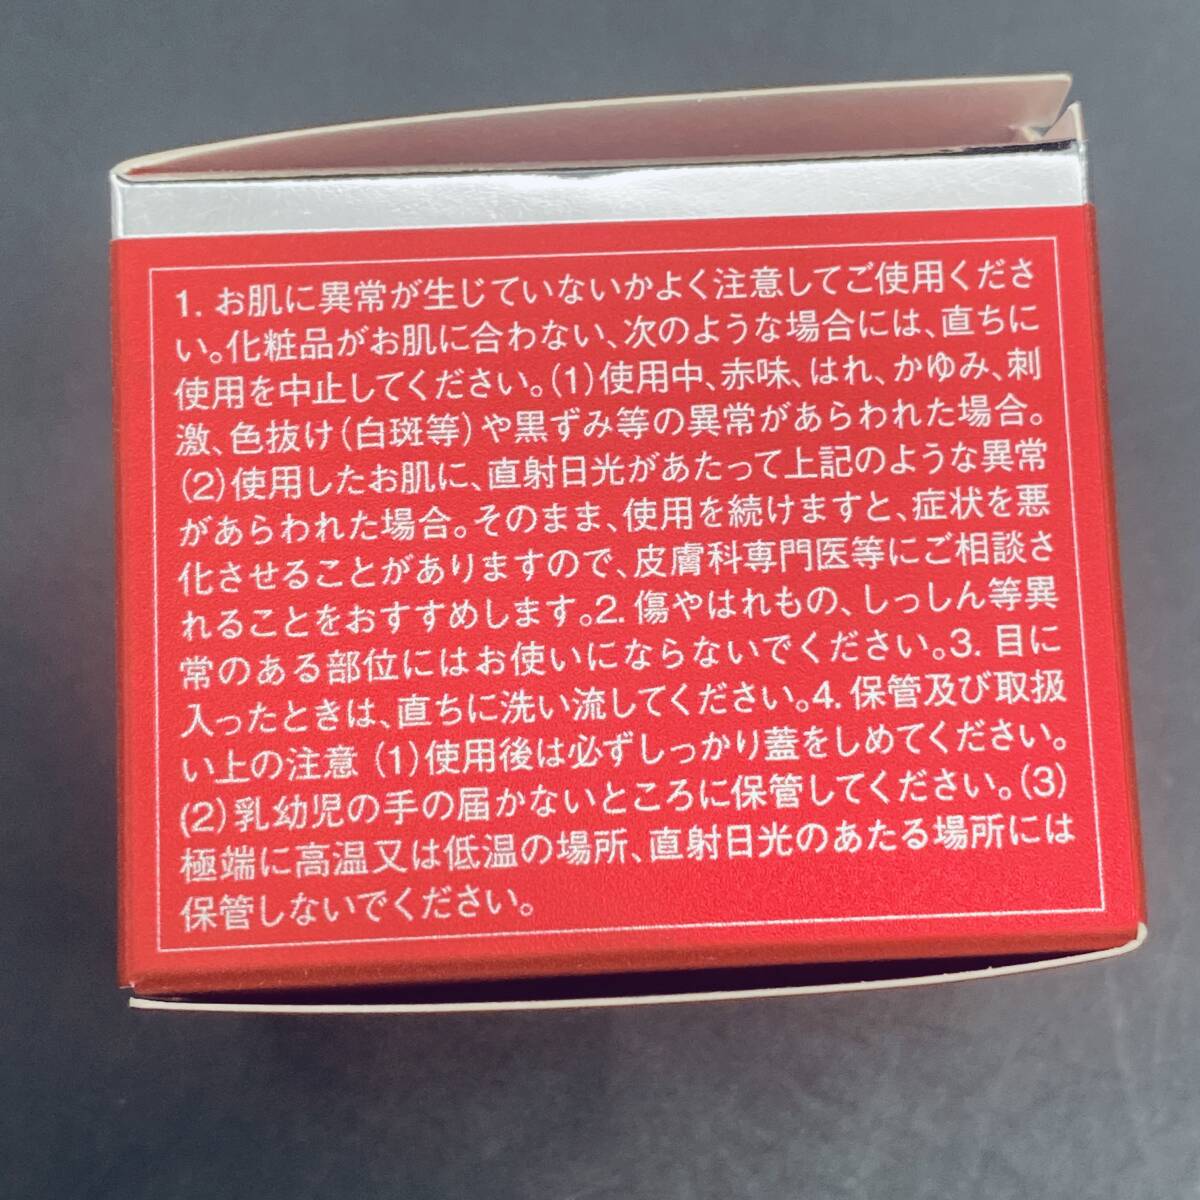 1. お肌に異常が生じていないかよく注意してご使用くださ
い。化粧品がお肌に合わない、次のような場合には、直ちに
使用を中止してください。(1)使用中、赤味、はれ、かゆみ、刺
激、色抜け(白斑等)や黒ずみ等の異常があらわれた場合。
(2)使用したお肌に、直射日光があたって上記のような異常
があらわれた場合。そのまま、使用を続けますと、症状を悪
化させることがありますので、皮膚科専門医等にご相談さ
れることをおすすめします。2. 傷やはれもの、しっしん等異
常のある部位にはお使いにならないでください。3. 目に
入ったときは、直ちに洗い流してください。4. 保管及び取扱
い上の注意 (1)使用後は必ずしっかり蓋をしめてください。
(2)乳幼児の手の届かないところに保管してください。(3)
極端に高温又は低温の場所、直射日光のあたる場所には
保管しないでください。